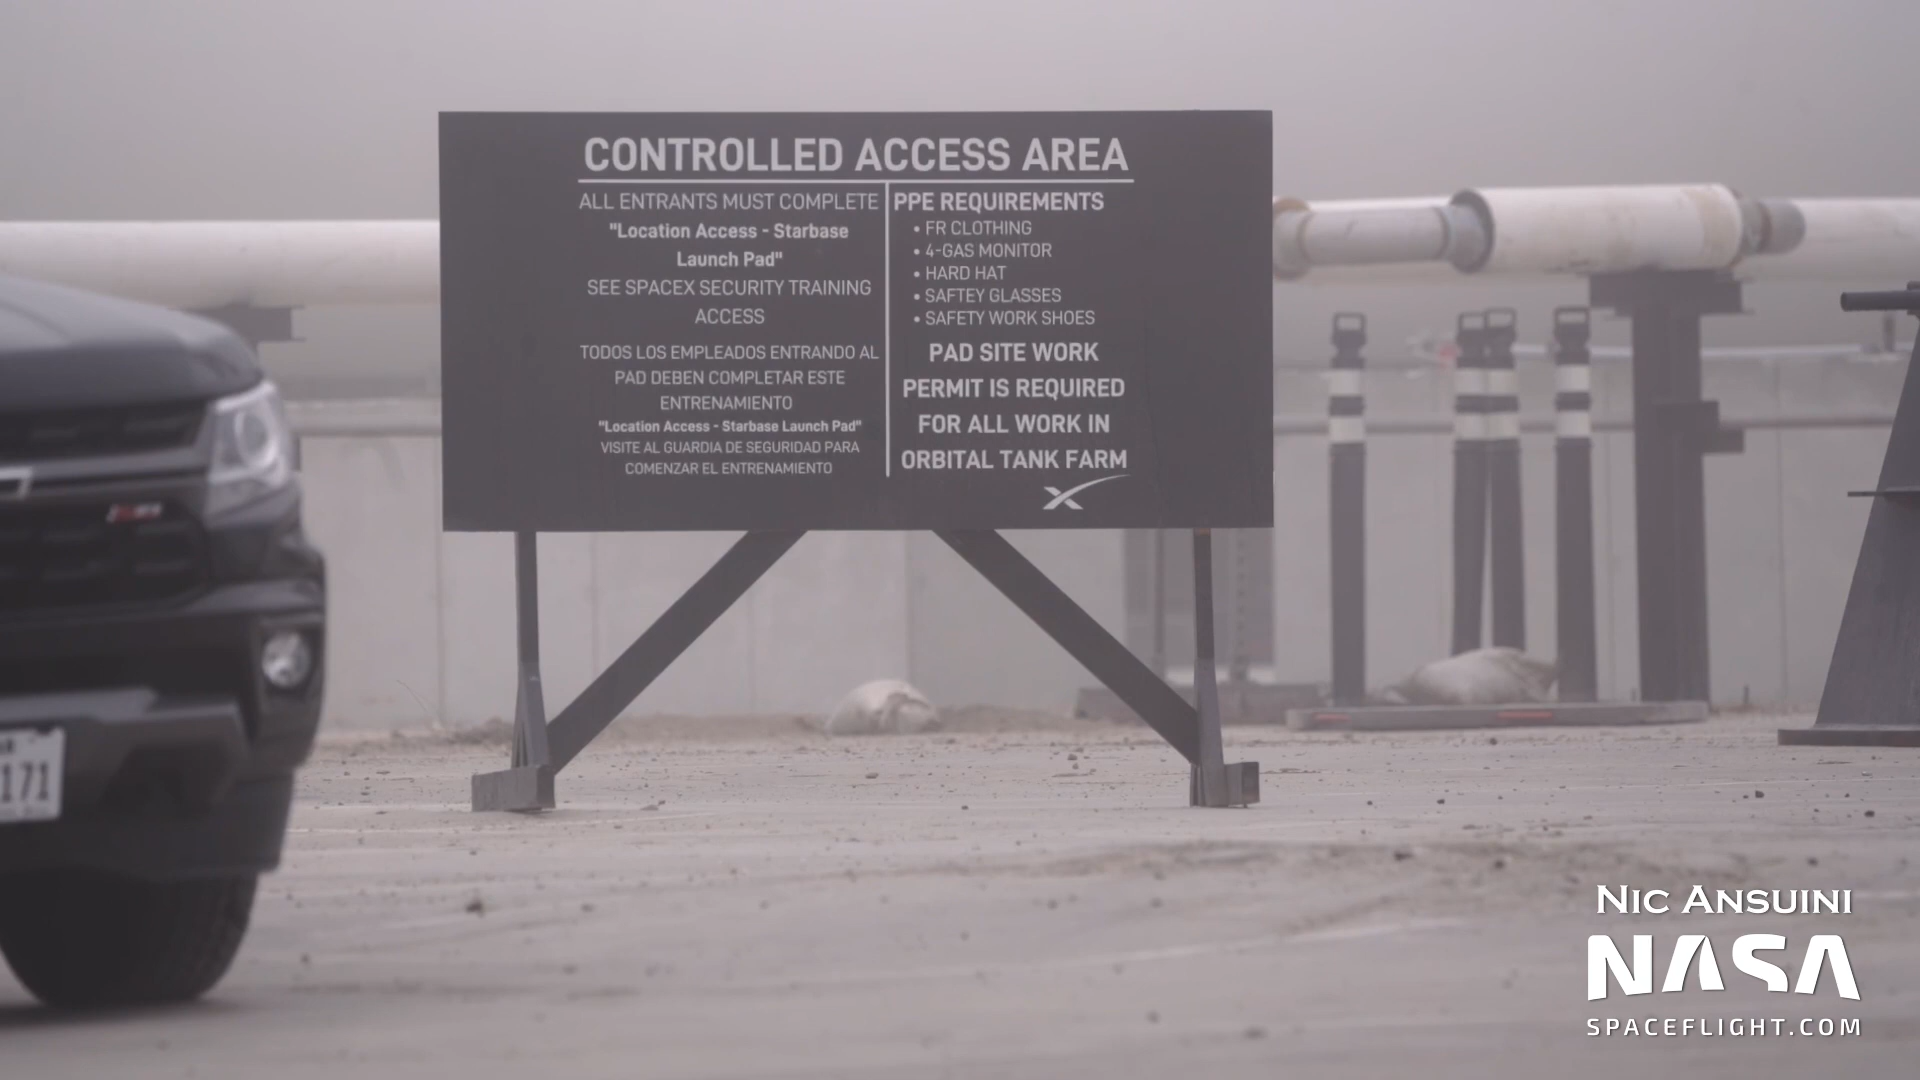 CONTROLLED ACCESS AREA
ALL ENTRANTS MUST COMPLETE
"Location Access - Starbase
Launch Pad"
SEE SPACEX SECURITY TRAINING
ACCESS
TODOS LOS EMPLEADOS ENTRANDO AL
PAD DEBEN COMPLETAR ESTE
ENTRENAMIENTO
"Location Access - Starbase Launch Pad"
VISITE AL GUARDIA DE SEGURIDAD PARA
COMENZAR EL ENTRENAMIENTO
PPE REQUIREMENTS
• FR CLOTHING
• 4-GAS MONITOR
• HARD HAT
• SAFTEY GLASSES
• SAFETY WORK SHOES
PAD SITE WORK
PERMIT IS REQUIRED
FOR ALL WORK IN
ORBITAL TANK FARM
X
171
NIC ANSUINI
NASA
SPACEFLIGHT.COM